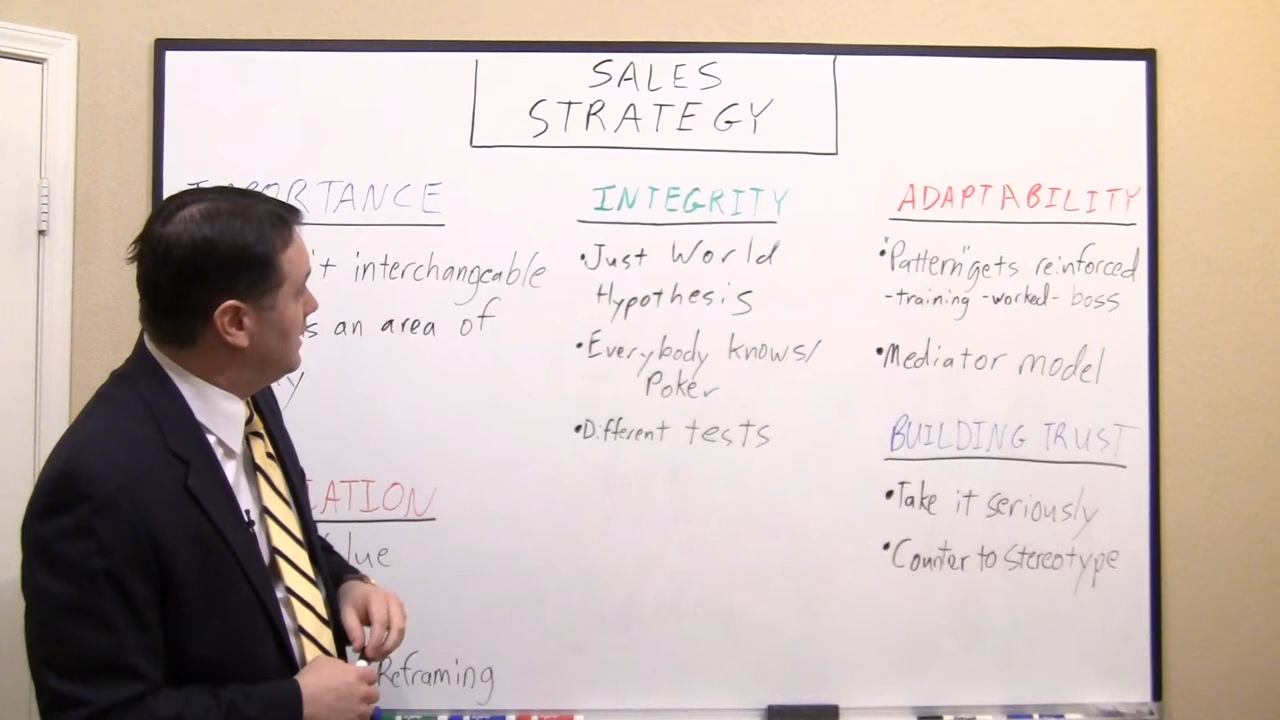 SALES
STRATEGY
RTANCE
't interchangeable
s an area of
y
IATION
lue
Reframing
INTEGRITY
•Just World
Hypothesis
•Everybody knows/
Poker
•Different tests
ADAPTABILITY
•"Pattern" gets reinforced
-training -worked- boss
•Mediator model
BUILDING TRUST
•Take it seriously
•Counter to stereotype